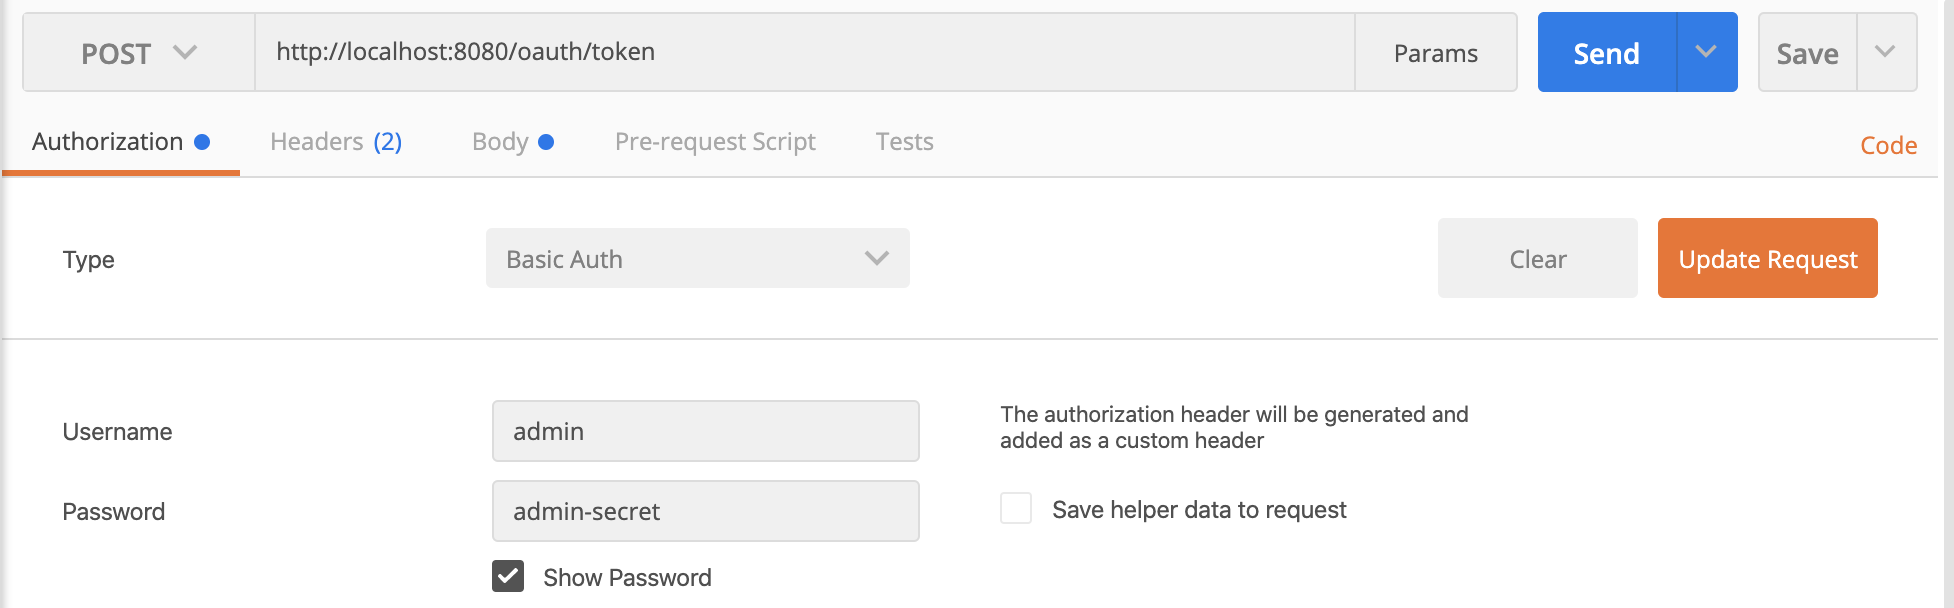 POST http://localhost:8080/oauth/token Params Send Save
Authorization Headers (2) Body Pre-request Script Tests Code
Type Basic Auth Clear Update Request
Username admin
The authorization header will be generated and
added as a custom header
Password admin-secret
Save helper data to request
Show Password